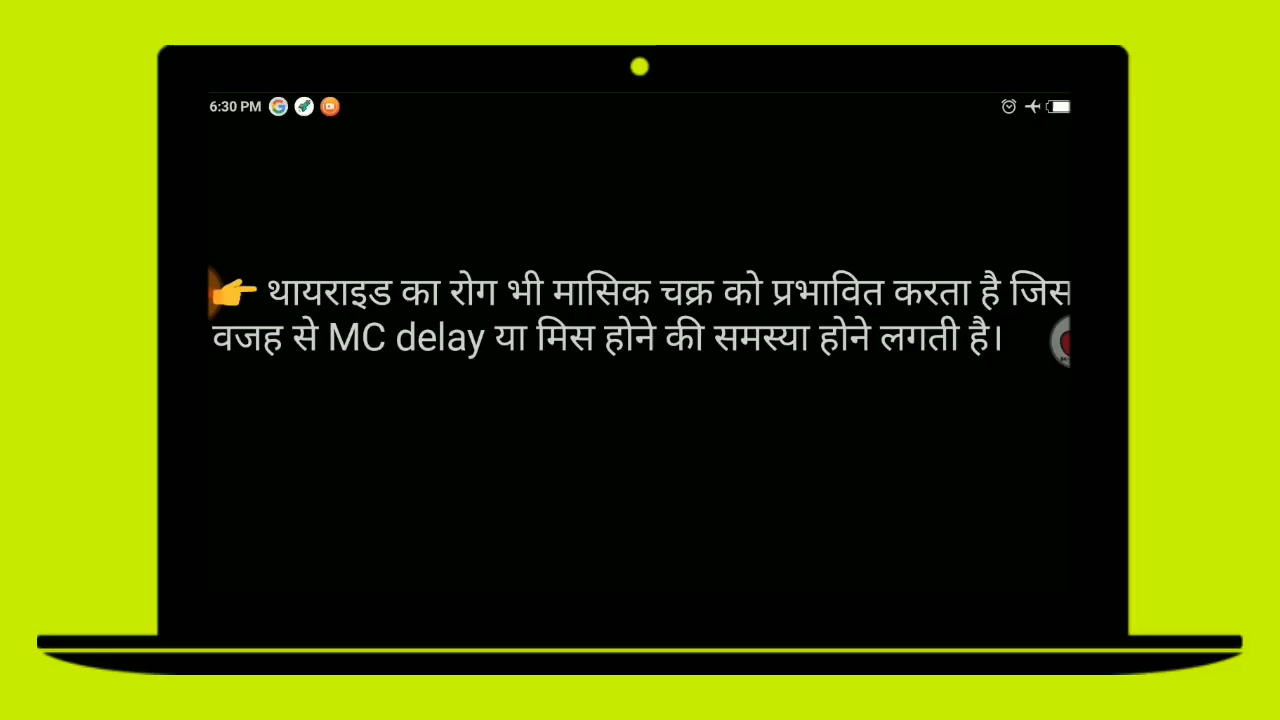 6:30 PM
👉 थायराइड का रोग भी मासिक चक्र को प्रभावित करता है जिस
वजह से MC delay या मिस होने की समस्या होने लगती है।